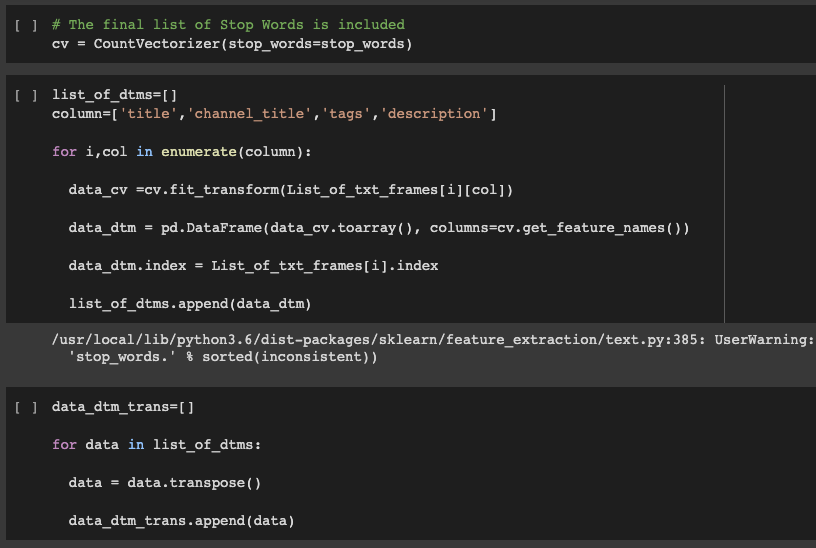 [ ] # The final list of Stop Words is included
cv = CountVectorizer(stop_words=stop_words)
[ ] list_of_dtms=[]
column=['title','channel_title','tags','description']
for i,col in enumerate(column):
data_cv =cv.fit_transform(List_of_txt_frames[i][col])
data_dtm = pd.DataFrame(data_cv.toarray(), columns=cv.get_feature_names())
data_dtm.index = List_of_txt_frames[i].index
list_of_dtms.append(data_dtm)
/usr/local/lib/python3.6/dist-packages/sklearn/feature_extraction/text.py:385: UserWarning:
'stop_words.' % sorted(inconsistent))
[ ] data_dtm_trans=[]
for data in list_of_dtms:
data = data.transpose()
data_dtm_trans.append(data)